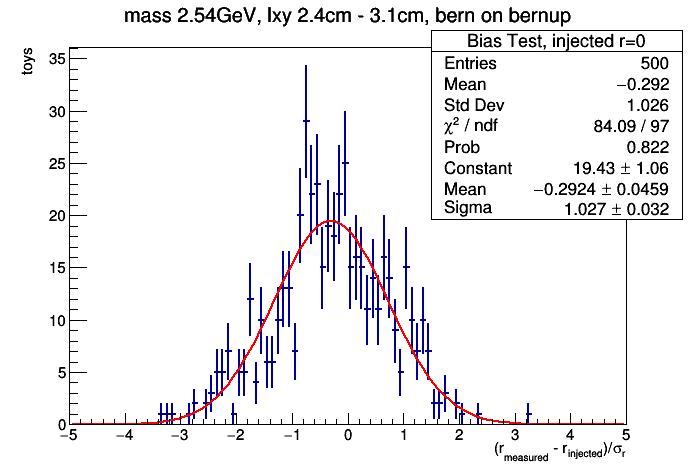 mass 2.54GeV, lxy 2.4cm - 3.1cm, bern on bernup
Bias Test, injected r=0
Entries 500
Mean −0.292
Std Dev 1.026
χ² / ndf 84.09 / 97
Prob 0.822
Constant 19.43 ± 1.06
Mean −0.2924 ± 0.0459
Sigma 1.027 ± 0.032
toys
35
30
25
20
15
10
5
0
−5 −4 −3 −2 −1 0 1 2 3 4 5
(r_measured - r_injected)/σ_r